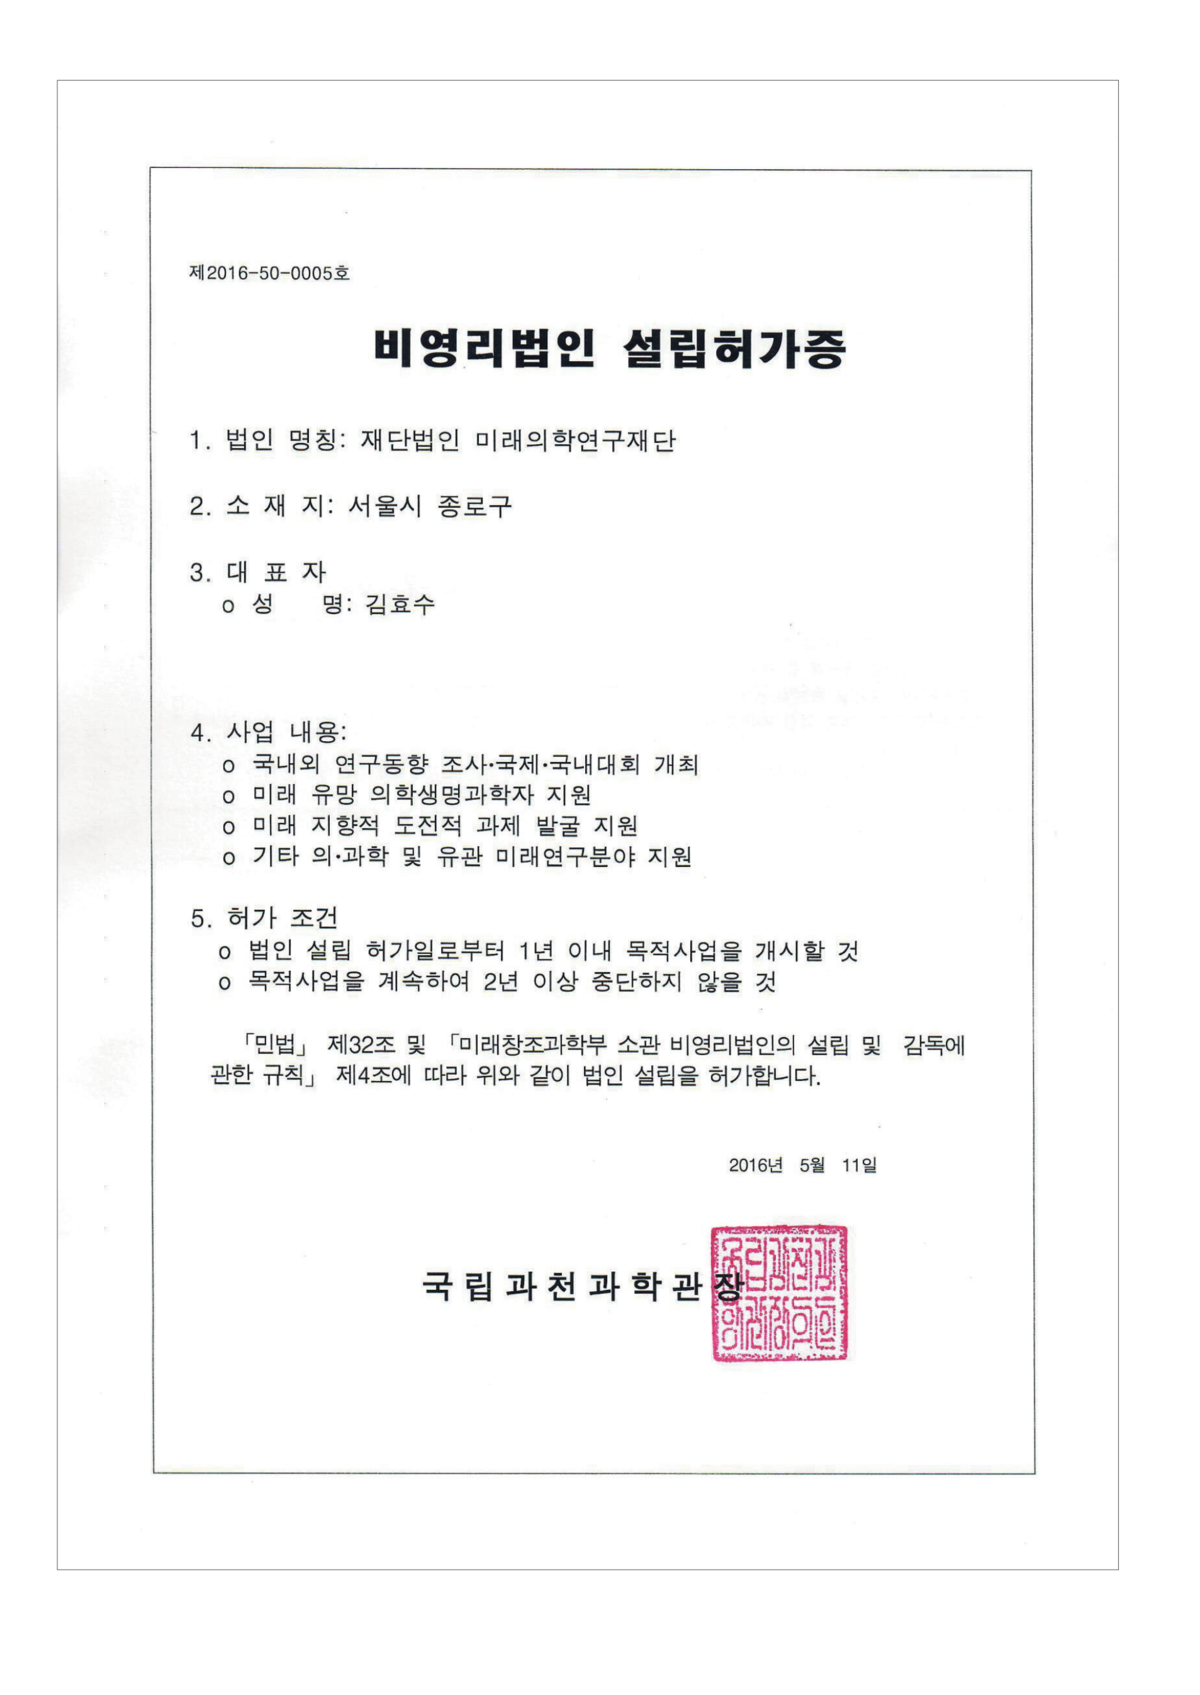 제2016-50-0005호
비영리법인 설립허가증
1. 법인 명칭: 재단법인 미래의학연구재단
2. 소 재 지: 서울시 종로구
3. 대 표 자
o 성 명: 김효수
4. 사업 내용:
o 국내외 연구동향 조사·국제·국내대회 개최
o 미래 유망 의학생명과학자 지원
o 미래 지향적 도전적 과제 발굴 지원
o 기타 의·과학 및 유관 미래연구분야 지원
5. 허가 조건
o 법인 설립 허가일로부터 1년 이내 목적사업을 개시할 것
o 목적사업을 계속하여 2년 이상 중단하지 않을 것
「민법」 제32조 및 「미래창조과학부 소관 비영리법인의 설립 및 감독에
관한 규칙」 제4조에 따라 위와 같이 법인 설립을 허가합니다.
2016년 5월 11일
국립과천과학관장